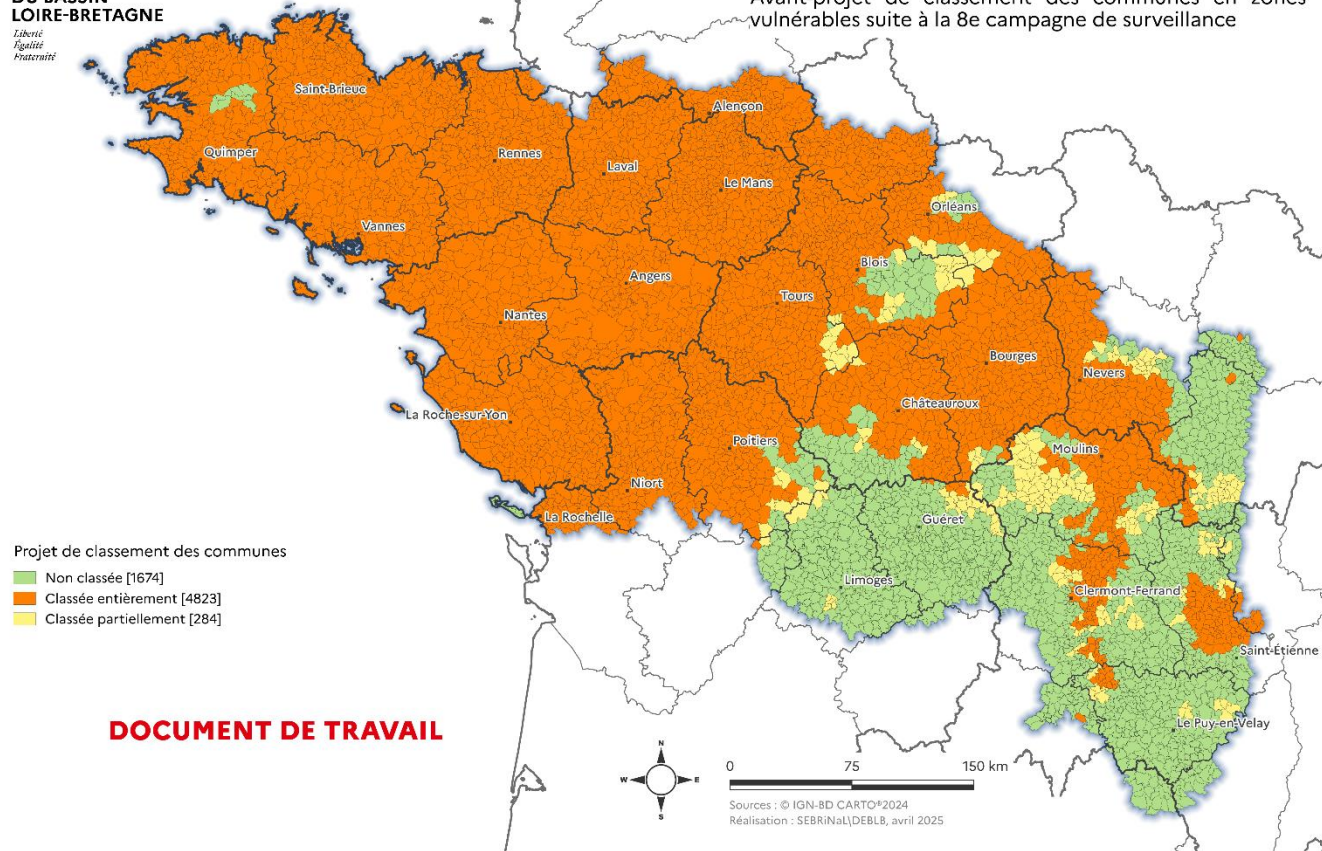 DU BASSIN
LOIRE-BRETAGNE
Liberté
Égalité
Fraternité
Avant-projet de classement des communes en zones
vulnérables suite à la 8e campagne de surveillance
Saint-Brieuc
Alençon
Quimper
Rennes
Laval
Le Mans
Orléans
Vannes
Blois
Angers
Tours
Nantes
Bourges
Nevers
Châteauroux
La Roche-sur-Yon
Poitiers
Moulins
Niort
La Rochelle
Guéret
Limoges
Clermont-Ferrand
Saint-Étienne
Le Puy-en-Velay
Projet de classement des communes
Non classée [1674]
Classée entièrement [4823]
Classée partiellement [284]
DOCUMENT DE TRAVAIL
N
W E
S
0 75 150 km
Sources : © IGN-BD CARTO®2024
Réalisation : SEBRiNaL\DEBLB, avril 2025